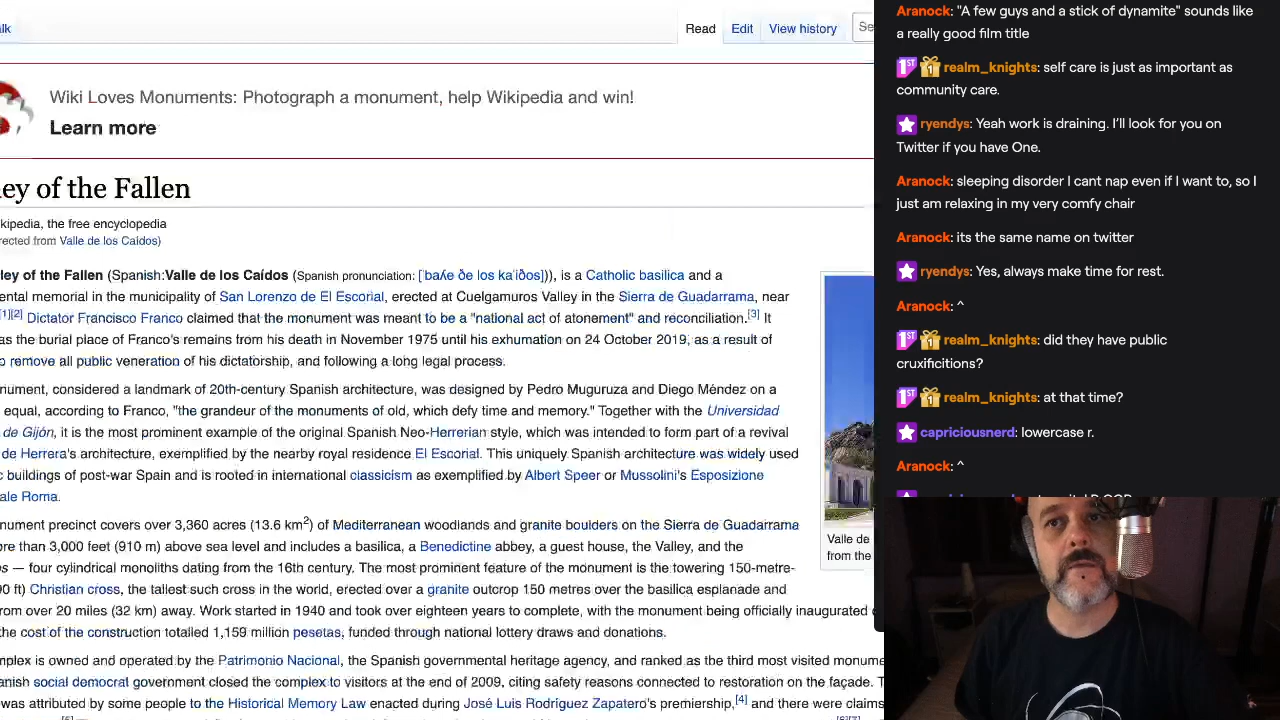 lk
Read Edit View history Se
Wiki Loves Monuments: Photograph a monument, help Wikipedia and win!
Learn more
ey of the Fallen
kipedia, the free encyclopedia
rected from Valle de los Caídos)
ley of the Fallen (Spanish:Valle de los Caídos (Spanish pronunciation: [ˈbaʎe ðe los kaˈiðos]), is a Catholic basilica and a
ental memorial in the municipality of San Lorenzo de El Escorial, erected at Cuelgamuros Valley in the Sierra de Guadarrama, near
[1][2] Dictator Francisco Franco claimed that the monument was meant to be a "national act of atonement" and reconciliation.[3] It
as the burial place of Franco's remains from his death in November 1975 until his exhumation on 24 October 2019, as a result of
o remove all public veneration of his dictatorship, and following a long legal process.
nument, considered a landmark of 20th-century Spanish architecture, was designed by Pedro Muguruza and Diego Méndez on a
equal, according to Franco, "the grandeur of the monuments of old, which defy time and memory." Together with the Universidad
de Gijón, it is the most prominent example of the original Spanish Neo-Herrerian style, which was intended to form part of a revival
de Herrera's architecture, exemplified by the nearby royal residence El Escorial. This uniquely Spanish architecture was widely used
c buildings of post-war Spain and is rooted in international classicism as exemplified by Albert Speer or Mussolini's Esposizione
ale Roma.
nument precinct covers over 3,360 acres (13.6 km2) of Mediterranean woodlands and granite boulders on the Sierra de Guadarrama
ore than 3,000 feet (910 m) above sea level and includes a basilica, a Benedictine abbey, a guest house, the Valley, and the
s — four cylindrical monoliths dating from the 16th century. The most prominent feature of the monument is the towering 150-metre-
90 ft) Christian cross, the tallest such cross in the world, erected over a granite outcrop 150 metres over the basilica esplanade and
rom over 20 miles (32 km) away. Work started in 1940 and took over eighteen years to complete, with the monument being officially inaugurated o
the cost of the construction totalled 1,159 million pesetas, funded through national lottery draws and donations.
mplex is owned and operated by the Patrimonio Nacional, the Spanish governmental heritage agency, and ranked as the third most visited monume
anish social democrat government closed the complex to visitors at the end of 2009, citing safety reasons connected to restoration on the façade. T
was attributed by some people to the Historical Memory Law enacted during José Luis Rodríguez Zapatero's premiership,[4] and there were claims
Valle de
from the
Aranock: "A few guys and a stick of dynamite" sounds like
a really good film title
1ST 1 realm_knights: self care is just as important as
community care.
ryendys: Yeah work is draining. I'll look for you on
Twitter if you have One.
Aranock: sleeping disorder I cant nap even if I want to, so I
just am relaxing in my very comfy chair
Aranock: its the same name on twitter
ryendys: Yes, always make time for rest.
Aranock: ^
1ST 1 realm_knights: did they have public
cruxificitions?
1ST 1 realm_knights: at that time?
capriciousnerd: lowercase r.
Aranock: ^